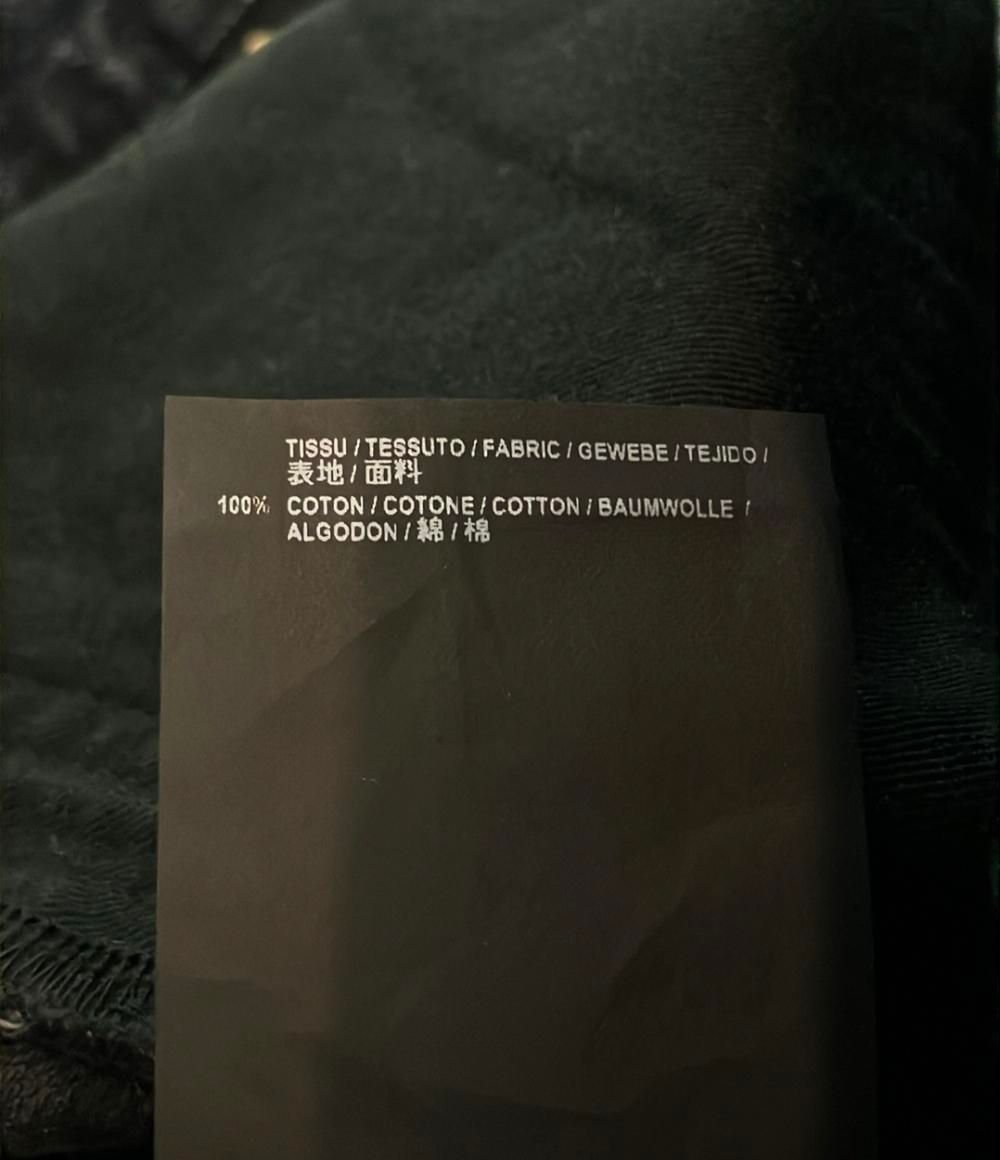 TISSU / TESSUTO / FABRIC / GEWEBE / TEJIDO /
表地 / 面料
100% COTON / COTONE / COTTON / BAUMWOLLE /
ALGODON / 綿 / 棉